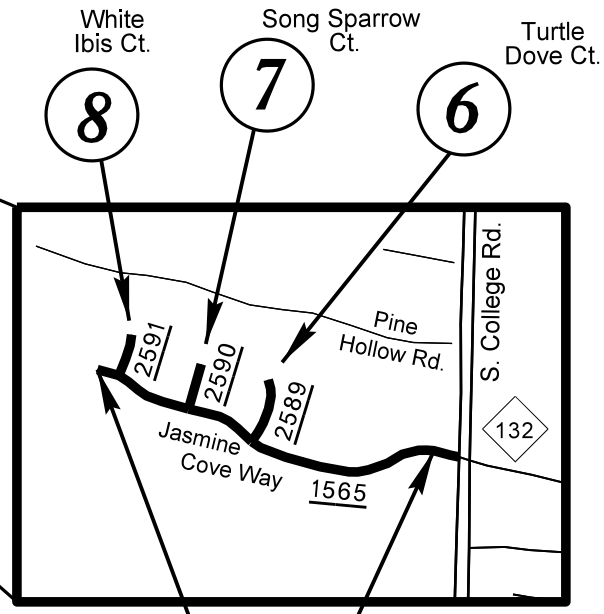 White
Ibis Ct.
Song Sparrow
Ct.
Turtle
Dove Ct.
8
7
6
S. College Rd.
Pine
Hollow Rd.
2591
2590
2589
132
Jasmine
Cove Way
1565